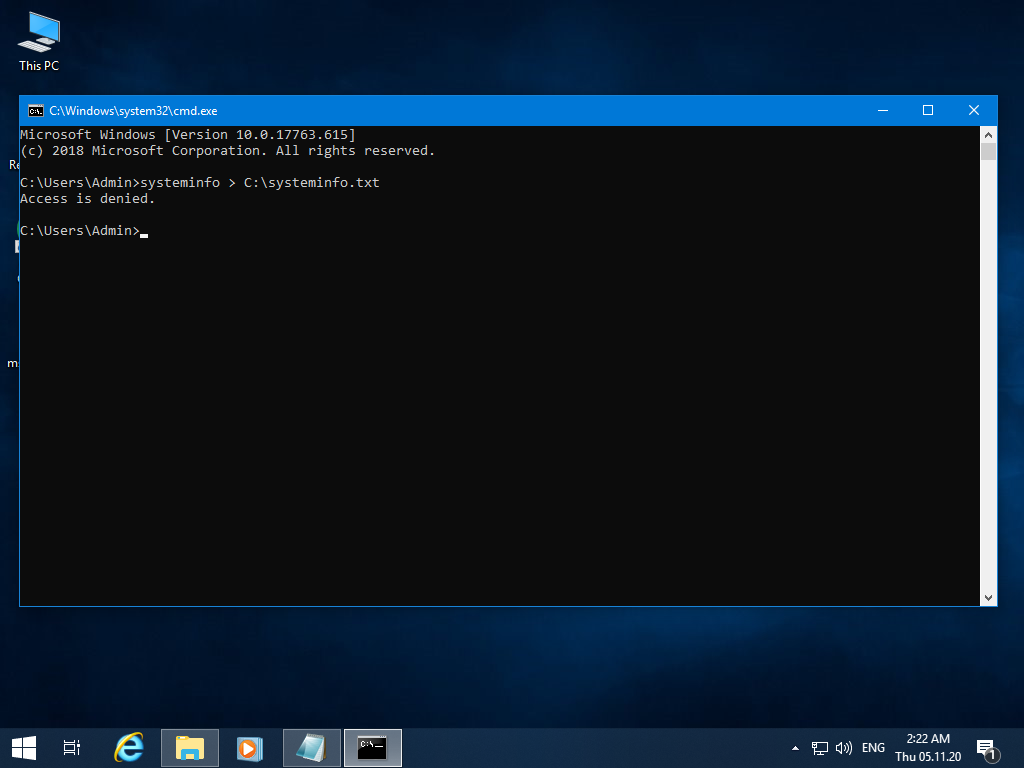 This PC
C:\Windows\system32\cmd.exe
Microsoft Windows [Version 10.0.17763.615]
(c) 2018 Microsoft Corporation. All rights reserved.
C:\Users\Admin>systeminfo > C:\systeminfo.txt
Access is denied.
C:\Users\Admin>
ENG
2:22 AM
Thu 05.11.20
1